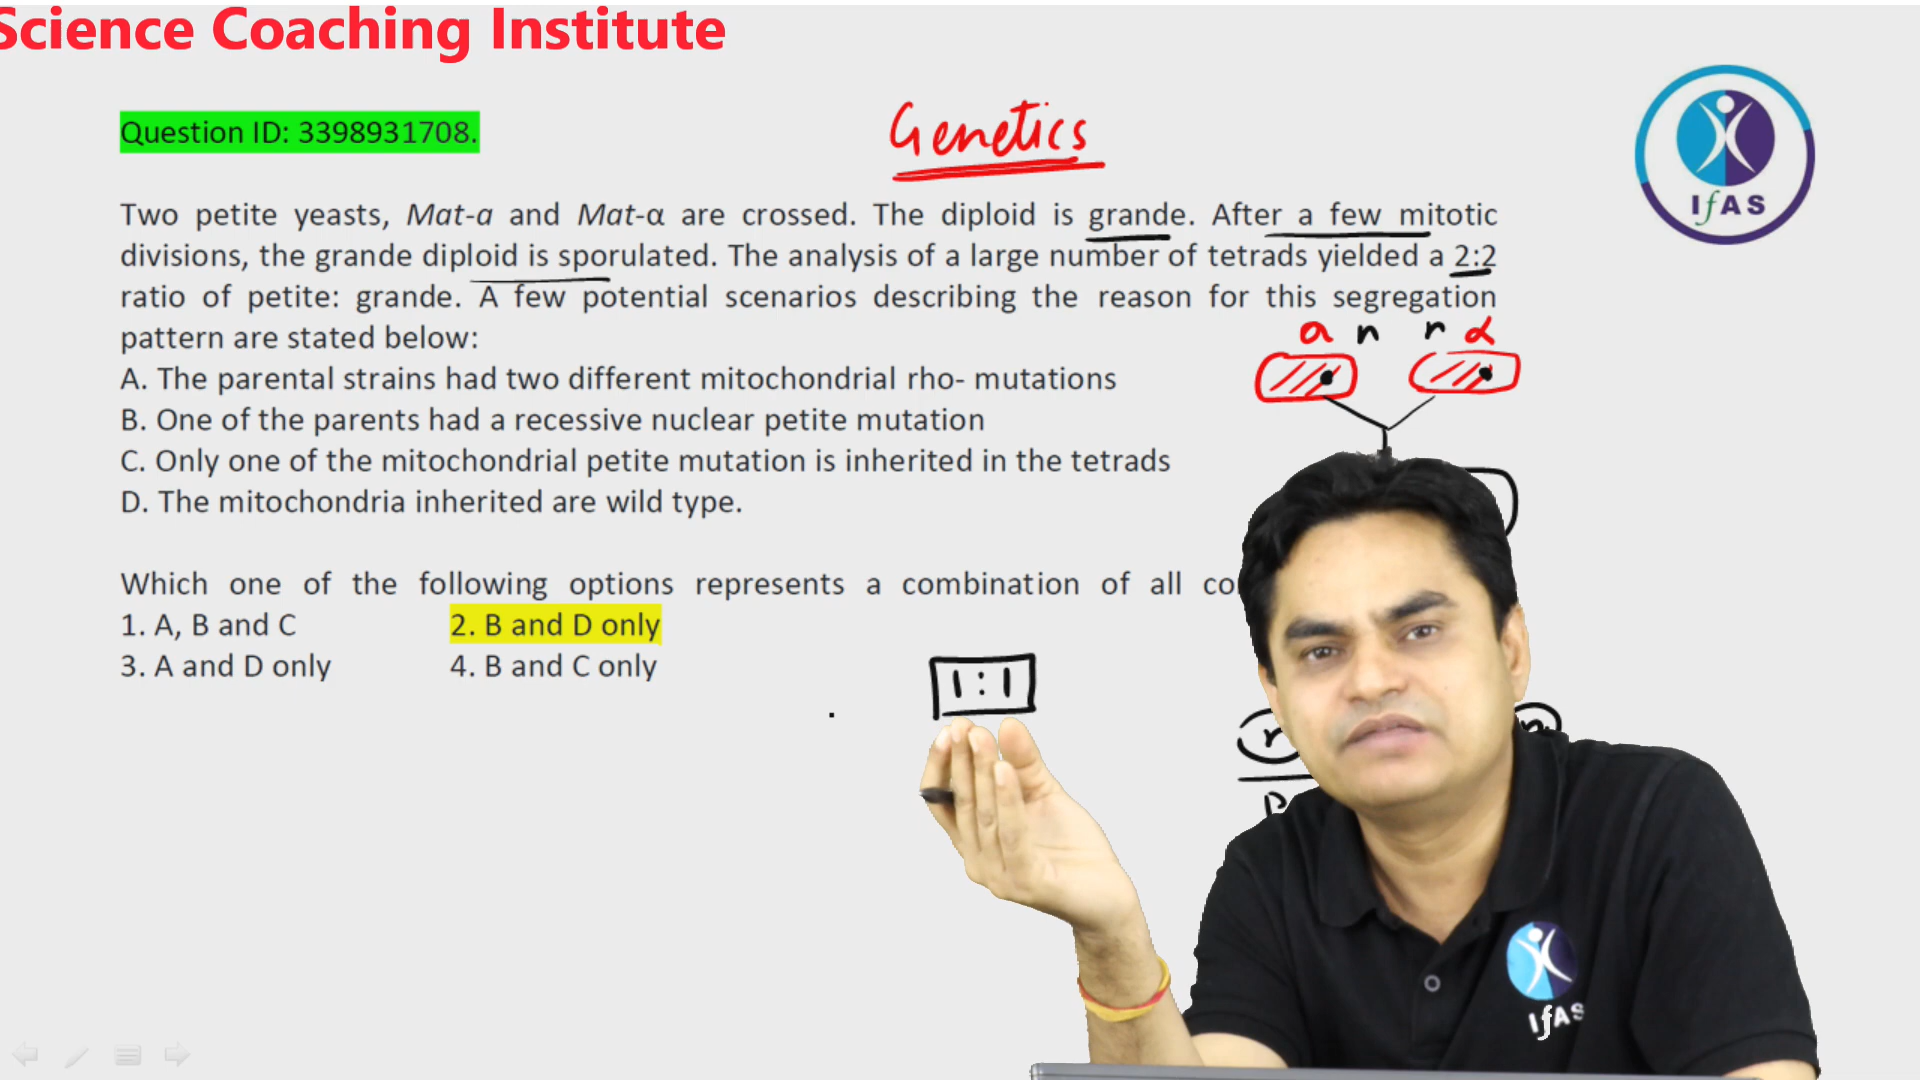 Science Coaching Institute
Question ID: 3398931708.
Genetics
IfAS
Two petite yeasts, Mat-a and Mat-α are crossed. The diploid is grande. After a few mitotic
divisions, the grande diploid is sporulated. The analysis of a large number of tetrads yielded a 2:2
ratio of petite: grande. A few potential scenarios describing the reason for this segregation
pattern are stated below:
a n r α
A. The parental strains had two different mitochondrial rho- mutations
B. One of the parents had a recessive nuclear petite mutation
C. Only one of the mitochondrial petite mutation is inherited in the tetrads
D. The mitochondria inherited are wild type.
Which one of the following options represents a combination of all
1. A, B and C 2. B and D only
3. A and D only 4. B and C only
1:1
r
IfAS